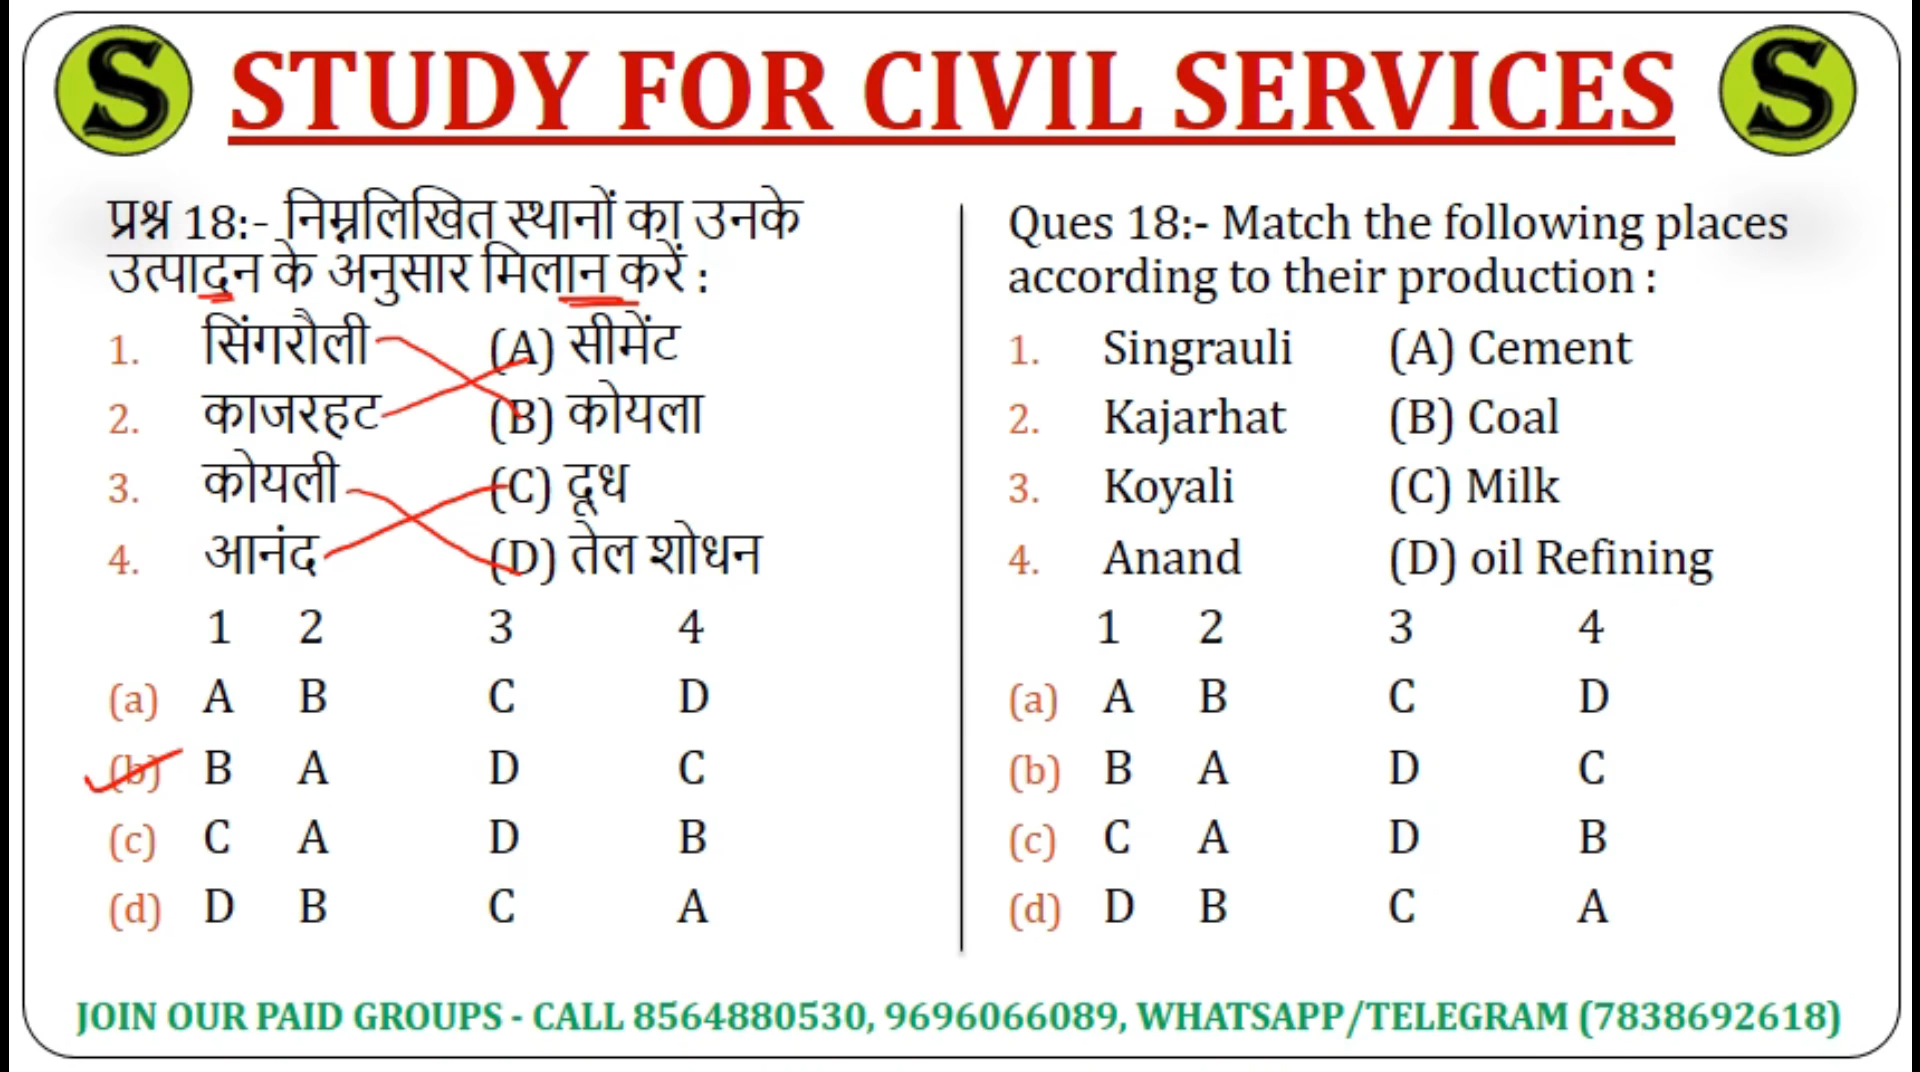 S STUDY FOR CIVIL SERVICES S
प्रश्न 18:- निम्नलिखित स्थानों का उनके
उत्पादन के अनुसार मिलान करें :
1. सिंगरौली (A) सीमेंट
2. काजरहट (B) कोयला
3. कोयली (C) दूध
4. आनंद (D) तेल शोधन
1 2 3 4
(a) A B C D
(b) B A D C
(c) C A D B
(d) D B C A
Ques 18:- Match the following places
according to their production :
1. Singrauli (A) Cement
2. Kajarhat (B) Coal
3. Koyali (C) Milk
4. Anand (D) oil Refining
1 2 3 4
(a) A B C D
(b) B A D C
(c) C A D B
(d) D B C A
JOIN OUR PAID GROUPS - CALL 8564880530, 9696066089, WHATSAPP/TELEGRAM (7838692618)